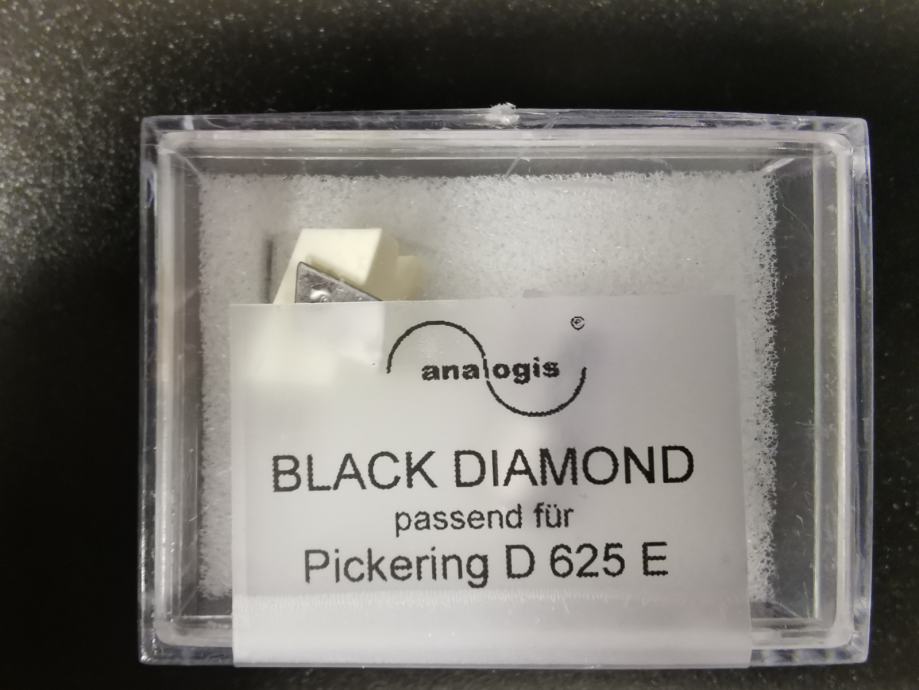 ®
analogis
BLACK DIAMOND
passend für
Pickering D 625 E